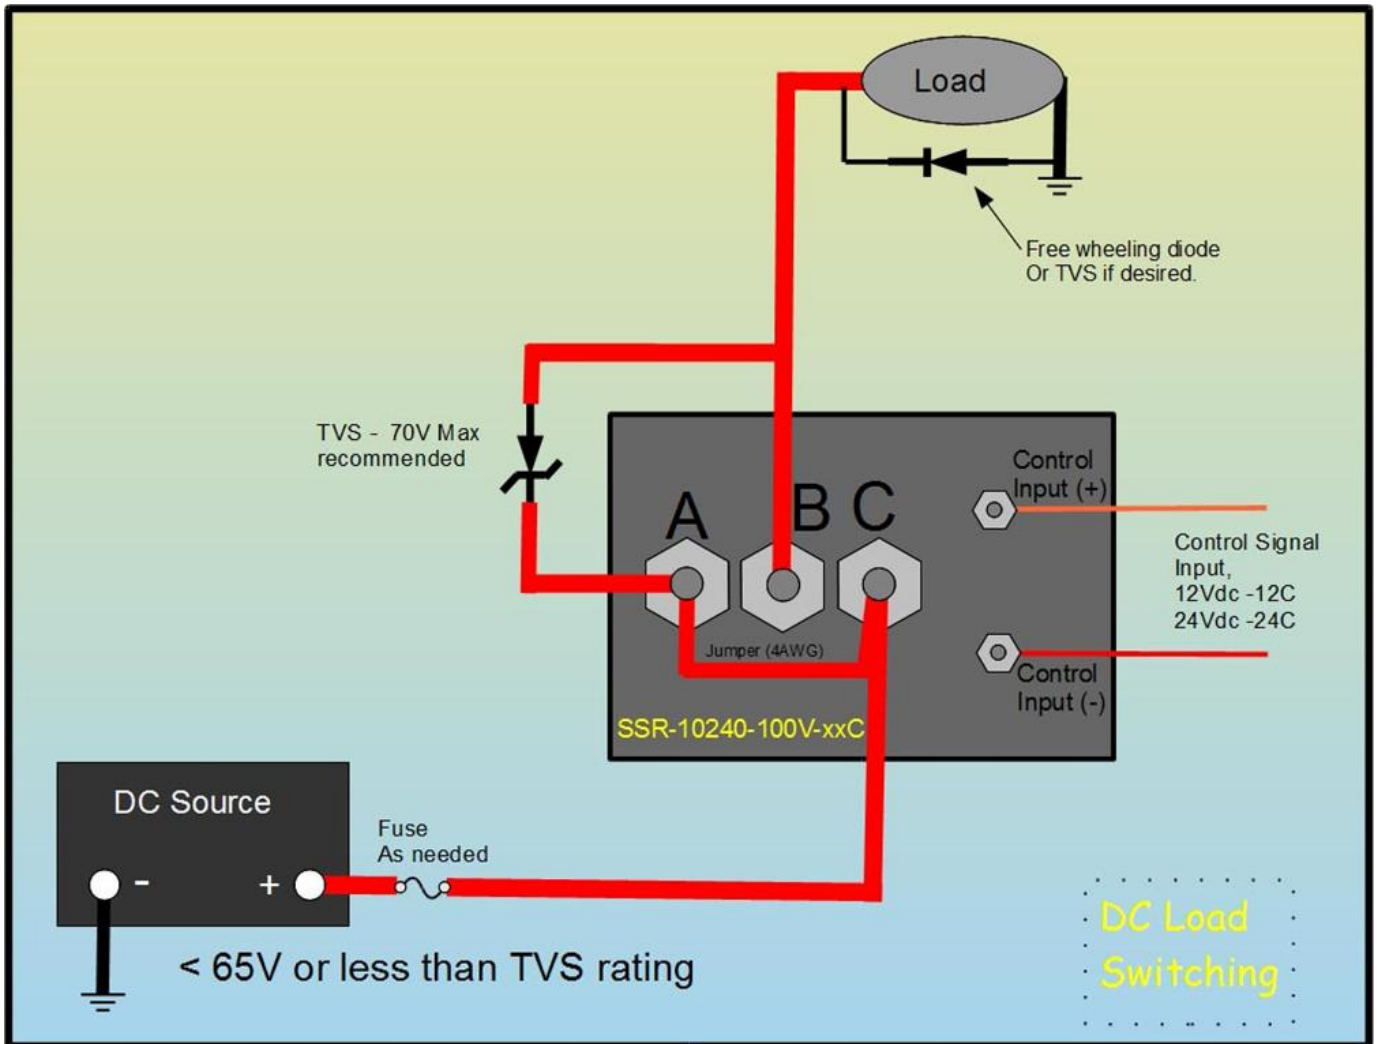 Load
Free wheeling diode
Or TVS if desired.
TVS - 70V Max
recommended
A B C
Control
Input (+)
Control Signal
Input,
12Vdc -12C
24Vdc -24C
Jumper (4AWG)
Control
Input (-)
SSR-10240-100V-xxC
DC Source
- +
Fuse
As needed
< 65V or less than TVS rating
DC Load
Switching